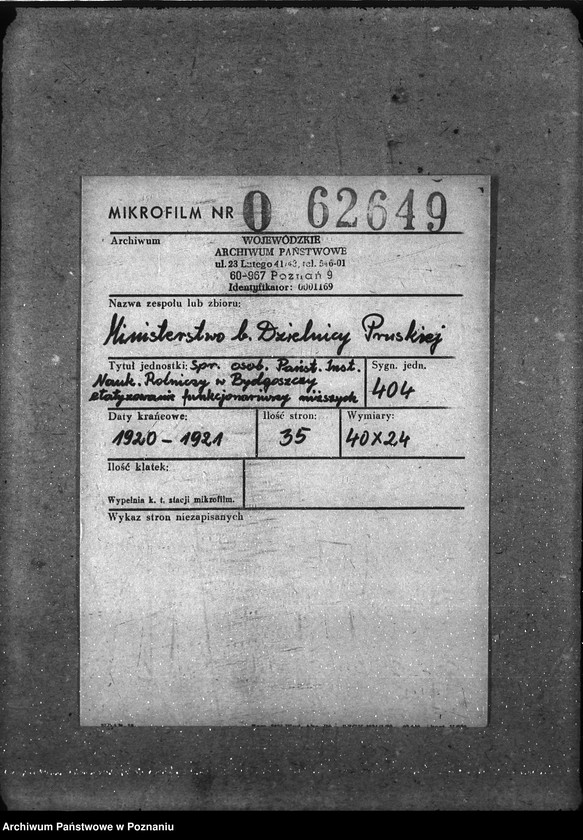 MIKROFILM NR 0 62649
Archiwum
WOJEWÓDZKIE
ARCHIWUM PAŃSTWOWE
ul. 23 Lutego 41/43, tel. 546-01
60-967 Poznań 9
Identyfikator: 0001169
Nazwa zespołu lub zbioru:
Ministerstwo b. Dzielnicy Pruskiej
Tytuł jednostki: Spr. osob. Państ. Inst.
Nauk. Rolniczy w Bydgoszczy
etatyzowanie funkcjonariuszy niższych
Sygn. jedn.
404
Daty krańcowe:
1920 - 1921
Ilość stron:
35
Wymiary:
40x24
Ilość klatek:
Wypełnia k. t. stacji mikrofilm.
Wykaz stron niezapisanych
Archiwum Państwowe w Poznaniu